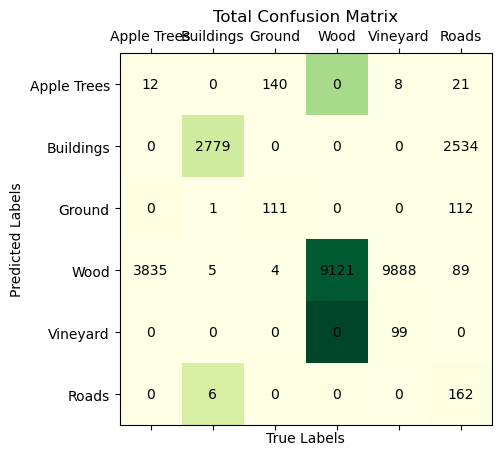 Total Confusion Matrix
Apple Trees Buildings Ground Wood Vineyard Roads
Apple Trees 12 0 140 0 8 21
Buildings 0 2779 0 0 0 2534
Ground 0 1 111 0 0 112
Wood 3835 5 4 9121 9888 89
Vineyard 0 0 0 0 99 0
Roads 0 6 0 0 0 162
Predicted Labels
True Labels